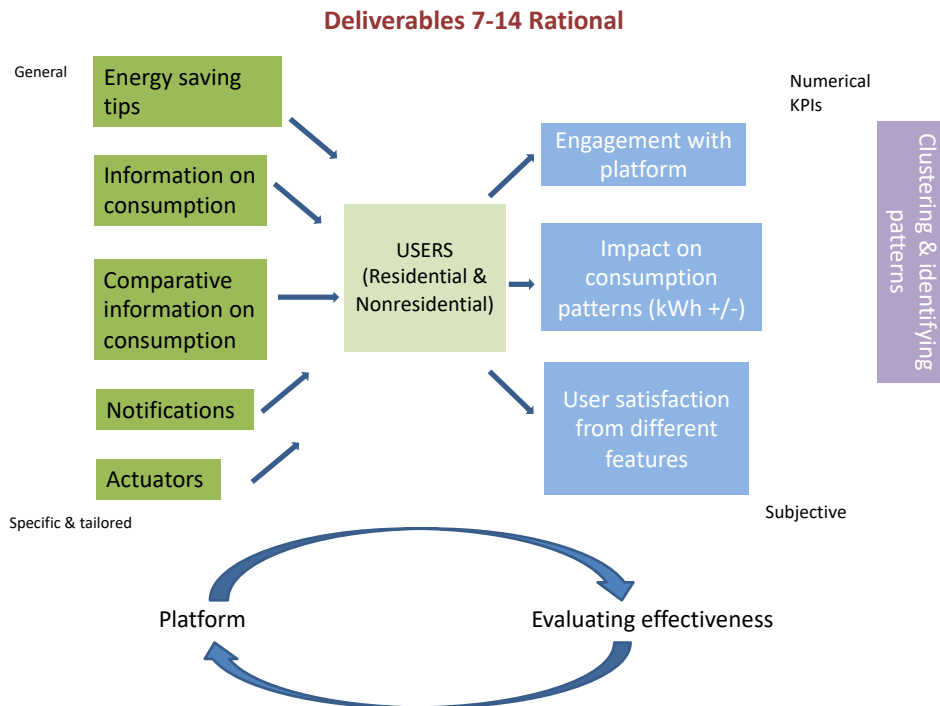 Deliverables 7-14 Rational
General
Energy saving
tips
Information on
consumption
Comparative
information on
consumption
Notifications
Actuators
Specific & tailored
USERS
(Residential &
Nonresidential)
Numerical
KPIs
Engagement with
platform
Impact on
consumption
patterns (kWh +/-)
User satisfaction
from different
features
Subjective
Clustering & identifying
patterns
Platform
Evaluating effectiveness